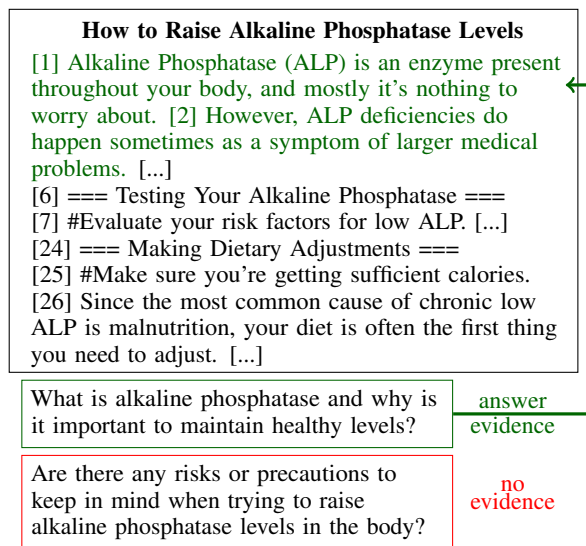 How to Raise Alkaline Phosphatase Levels
[1] Alkaline Phosphatase (ALP) is an enzyme present
throughout your body, and mostly it's nothing to
worry about. [2] However, ALP deficiencies do
happen sometimes as a symptom of larger medical
problems. [...]
[6] === Testing Your Alkaline Phosphatase ===
[7] #Evaluate your risk factors for low ALP. [...]
[24] === Making Dietary Adjustments ===
[25] #Make sure you're getting sufficient calories.
[26] Since the most common cause of chronic low
ALP is malnutrition, your diet is often the first thing
you need to adjust. [...]
What is alkaline phosphatase and why is
it important to maintain healthy levels?
answer
evidence
Are there any risks or precautions to
keep in mind when trying to raise
alkaline phosphatase levels in the body?
no
evidence